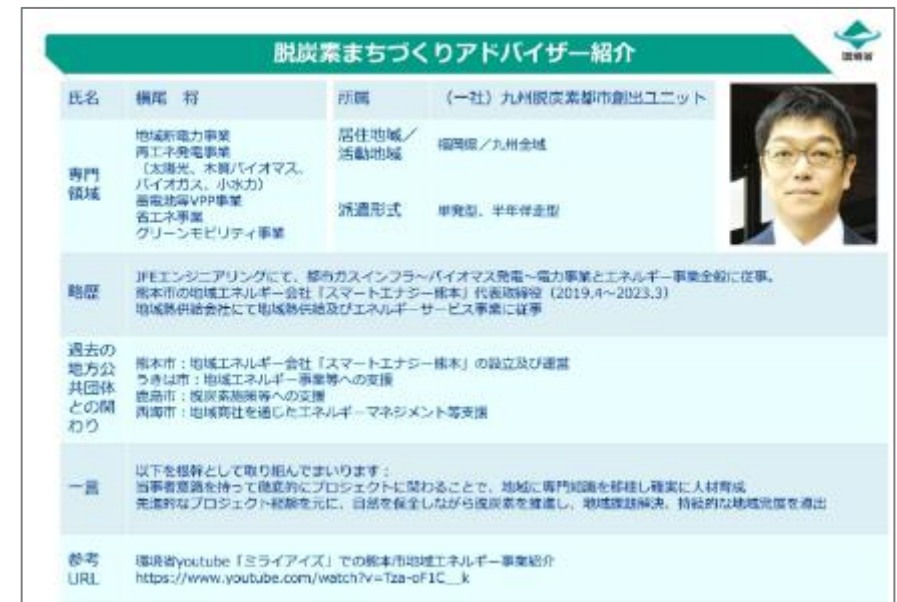 脱炭素まちづくりアドバイザー紹介
環境省
氏名
横尾 将
所属
（一社）九州脱炭素都市創出ユニット
専門
領域
地域新電力事業
再エネ発電事業
（太陽光、木質バイオマス、
バイオガス、小水力）
蓄電池等VPP事業
省エネ事業
グリーンモビリティ事業
居住地域／
活動地域
福岡県／九州全域
派遣形式
単発型、半年伴走型
略歴
JFEエンジニアリングにて、都市ガスインフラ～バイオマス発電～電力事業とエネルギー事業全般に従事。
熊本市の地域エネルギー会社「スマートエナジー熊本」代表取締役（2019.4～2023.3）
地域熱供給会社にて地域熱供給及びエネルギーサービス事業に従事
過去の
地方公
共団体
との関
わり
熊本市：地域エネルギー会社「スマートエナジー熊本」の設立及び運営
うきは市：地域エネルギー事業等への支援
鹿島市：脱炭素施策等への支援
西海市：地域商社を通じたエネルギーマネジメント等支援
一言
以下を根幹として取り組んでまいります：
当事者意識を持って徹底的にプロジェクトに関わることで、地域に専門知識を移植し確実に人材育成
先進的なプロジェクト経験を元に、自然を保全しながら脱炭素を推進し、地域課題解決、持続的な地域発展を導出
参考
URL
環境省youtube「ミライアイズ」での熊本市地域エネルギー事業紹介
https://www.youtube.com/watch?v=Tza-oF1C__k